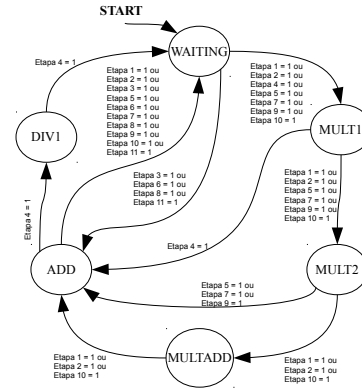 START
WAITING
Etapa 4 = 1
Etapa 1 = 1 ou
Etapa 2 = 1 ou
Etapa 3 = 1 ou
Etapa 5 = 1 ou
Etapa 6 = 1 ou
Etapa 7 = 1 ou
Etapa 8 = 1 ou
Etapa 9 = 1 ou
Etapa 10 = 1 ou
Etapa 11 = 1
Etapa 1 = 1 ou
Etapa 2 = 1 ou
Etapa 4 = 1 ou
Etapa 5 = 1 ou
Etapa 7 = 1 ou
Etapa 9 = 1 ou
Etapa 10 = 1
DIV1
MULT1
Etapa 3 = 1 ou
Etapa 6 = 1 ou
Etapa 8 = 1 ou
Etapa 11 = 1
Etapa 1 = 1 ou
Etapa 2 = 1 ou
Etapa 5 = 1 ou
Etapa 7 = 1 ou
Etapa 9 = 1 ou
Etapa 10 = 1
Etapa 4 = 1
Etapa 4 = 1
ADD
MULT2
Etapa 5 = 1 ou
Etapa 7 = 1 ou
Etapa 9 = 1
MULTADD
Etapa 1 = 1 ou
Etapa 2 = 1 ou
Etapa 10 = 1
Etapa 1 = 1 ou
Etapa 2 = 1 ou
Etapa 10 = 1